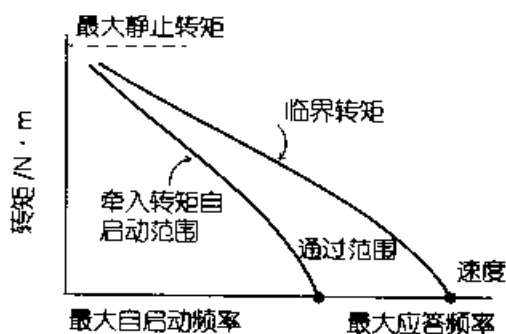 最大静止转矩
临界转矩
转矩/N·m
牵入转矩自
启动范围
通过范围
速度
最大自启动频率
最大应答频率